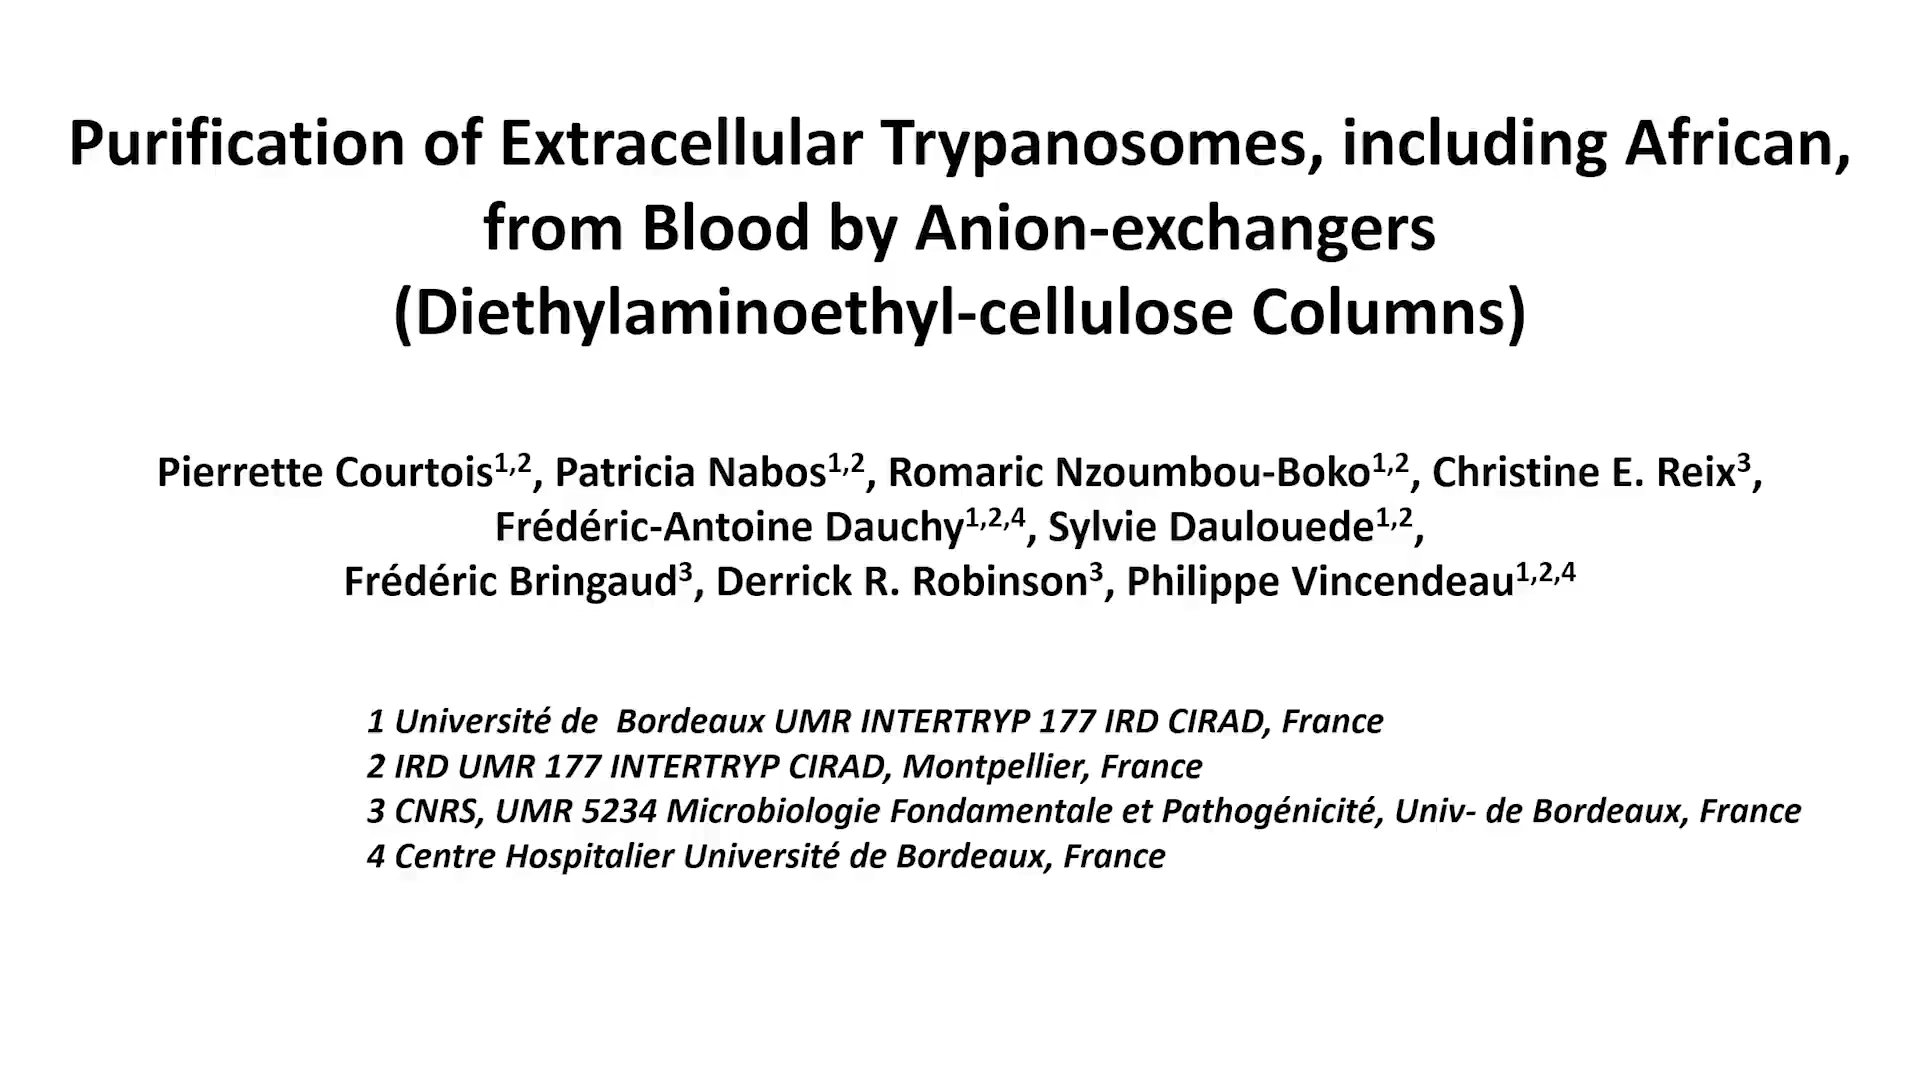 Purification of Extracellular Trypanosomes, including African,
from Blood by Anion-exchangers
(Diethylaminoethyl-cellulose Columns)
Pierrette Courtois1,2, Patricia Nabos1,2, Romaric Nzoumbou-Boko1,2, Christine E. Reix3,
Frédéric-Antoine Dauchy1,2,4, Sylvie Daulouede1,2,
Frédéric Bringaud3, Derrick R. Robinson3, Philippe Vincendeau1,2,4
1 Université de Bordeaux UMR INTERTRYP 177 IRD CIRAD, France
2 IRD UMR 177 INTERTRYP CIRAD, Montpellier, France
3 CNRS, UMR 5234 Microbiologie Fondamentale et Pathogénicité, Univ- de Bordeaux, France
4 Centre Hospitalier Université de Bordeaux, France